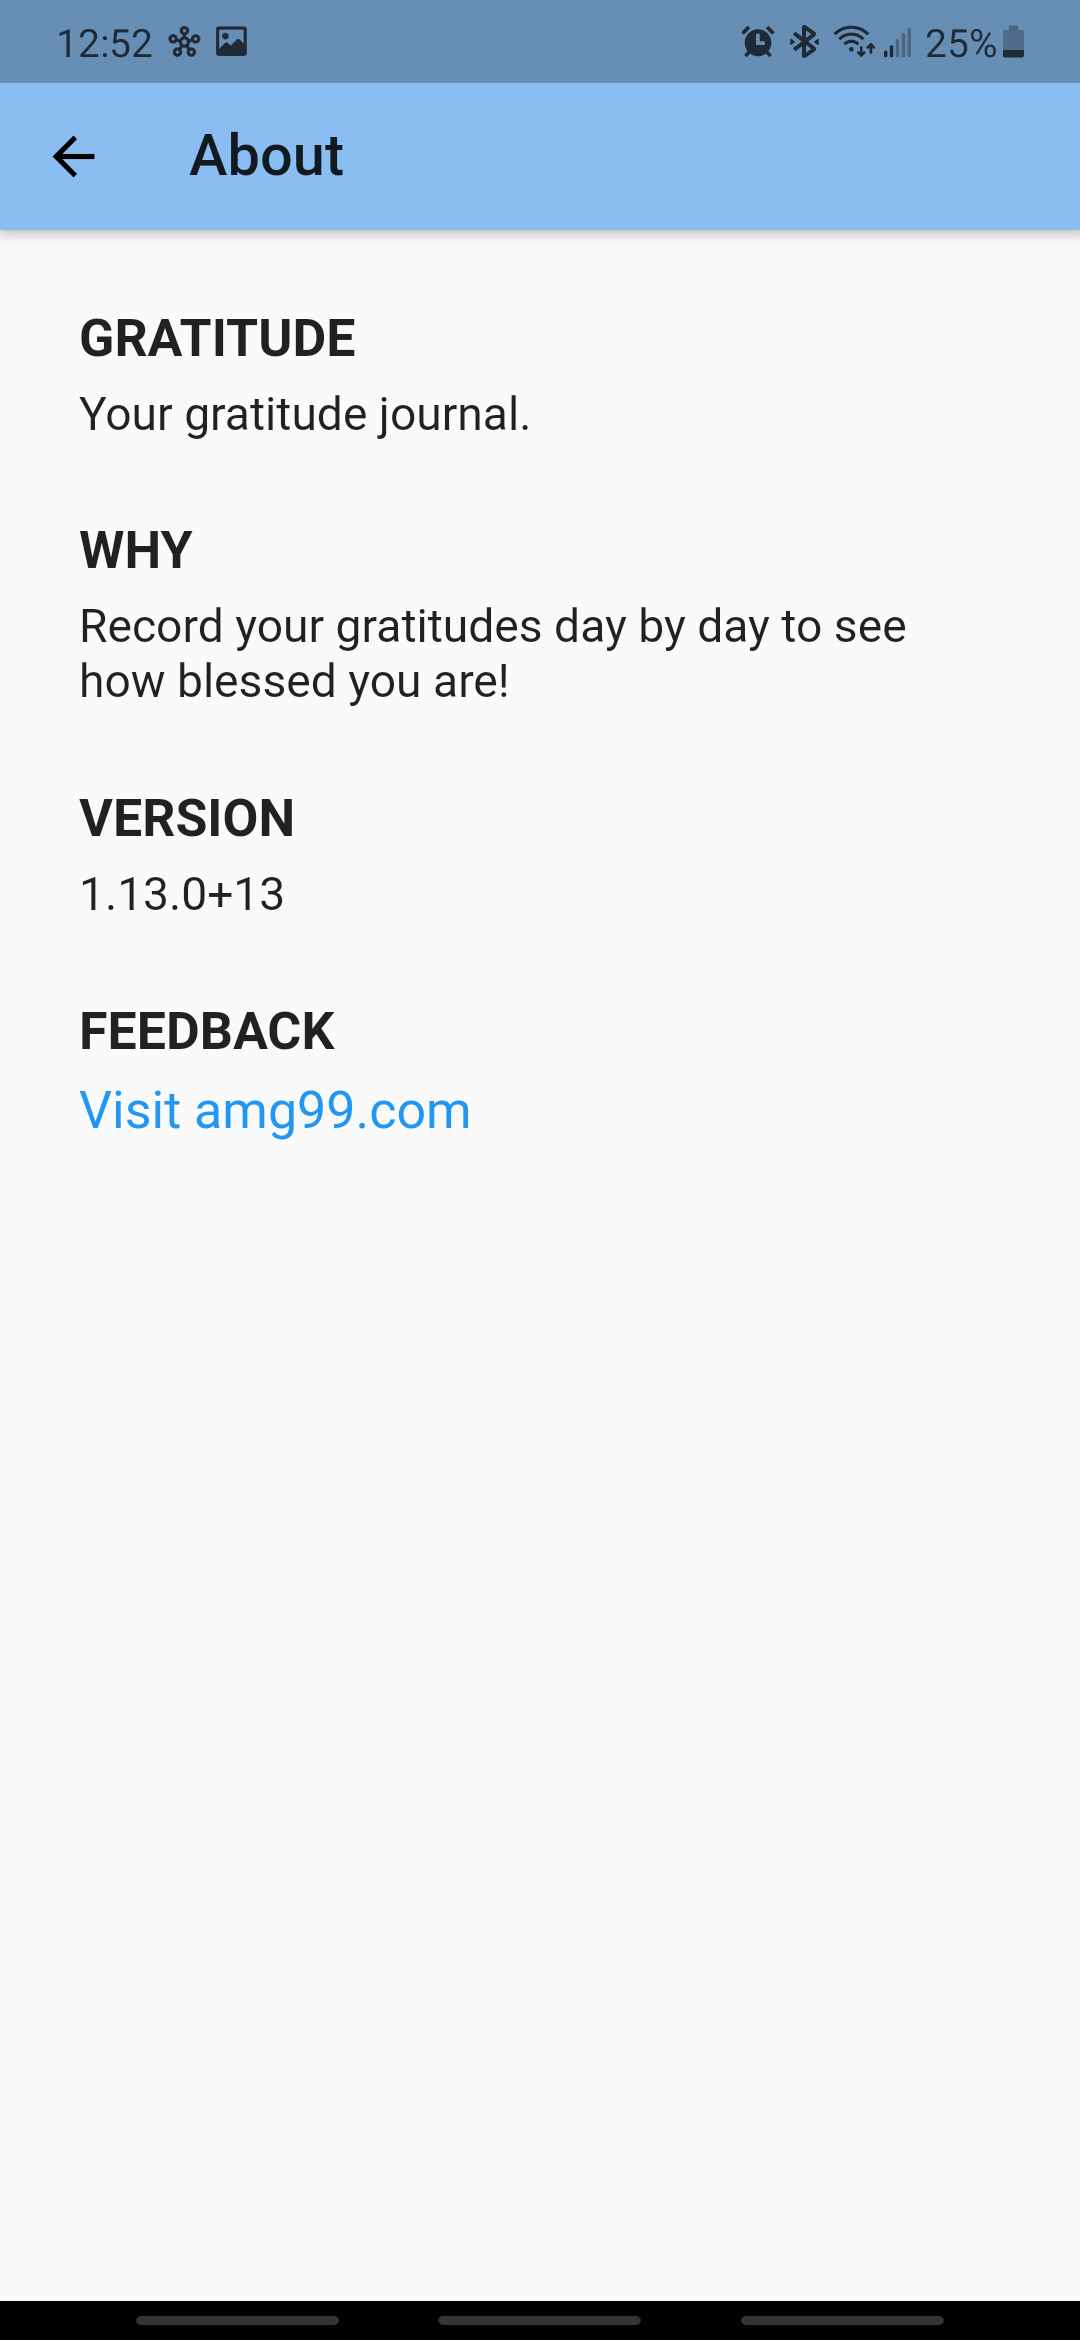 12:52
25%
About
GRATITUDE
Your gratitude journal.
WHY
Record your gratitudes day by day to see
how blessed you are!
VERSION
1.13.0+13
FEEDBACK
Visit amg99.com